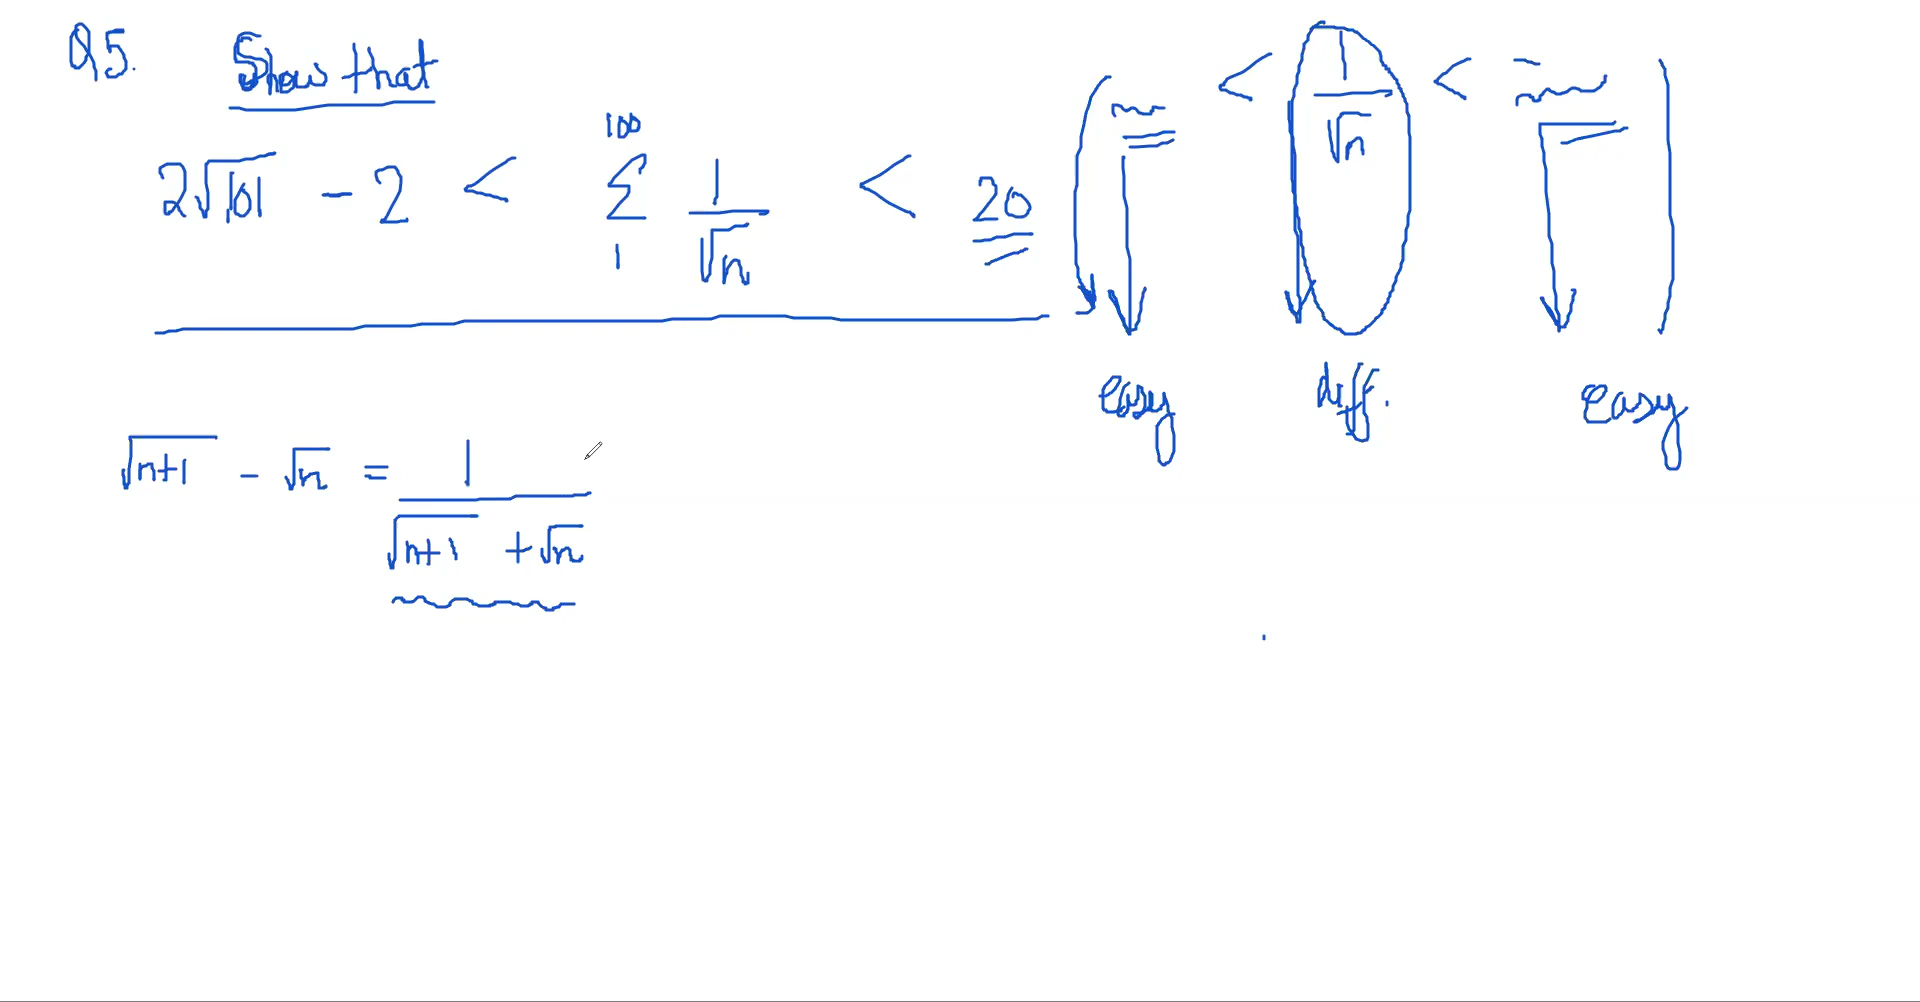 Q5. Show that
2√101 - 2 < 100 Σ 1 1/√n < 20
< 1/√n <
easy diff. easy
√n+1 - √n = 1/(√n+1 + √n)